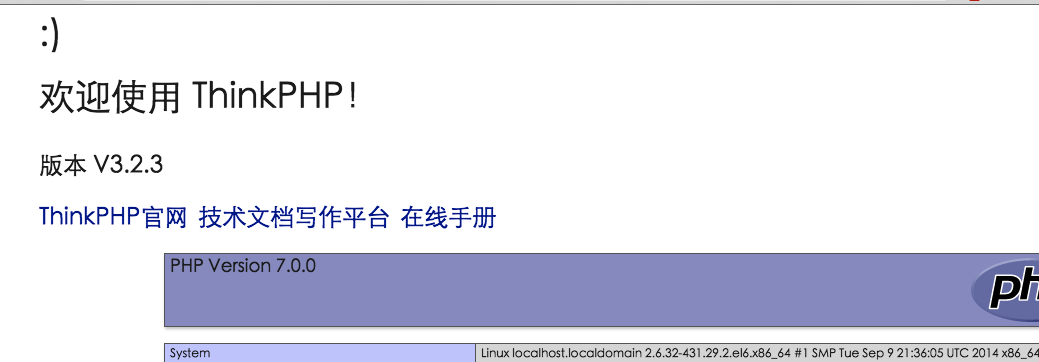 :)
欢迎使用 ThinkPHP！
版本 V3.2.3
ThinkPHP官网 技术文档写作平台 在线手册
PHP Version 7.0.0
System Linux localhost.localdomain 2.6.32-431.29.2.el6.x86_64 #1 SMP Tue Sep 9 21:36:05 UTC 2014 x86_64